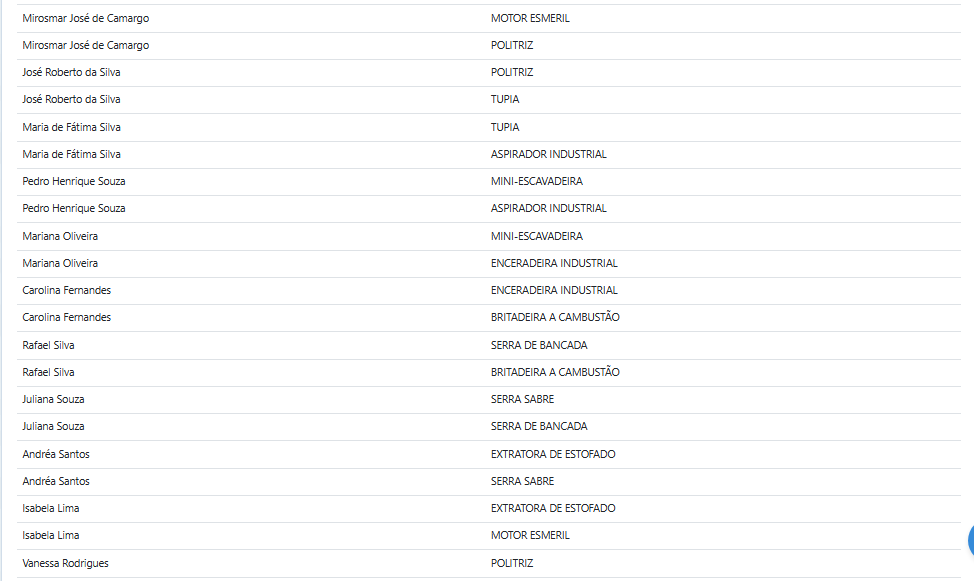 Mirosmar José de Camargo MOTOR ESMERIL
Mirosmar José de Camargo POLITRIZ
José Roberto da Silva POLITRIZ
José Roberto da Silva TUPIA
Maria de Fátima Silva TUPIA
Maria de Fátima Silva ASPIRADOR INDUSTRIAL
Pedro Henrique Souza MINI-ESCAVADEIRA
Pedro Henrique Souza ASPIRADOR INDUSTRIAL
Mariana Oliveira MINI-ESCAVADEIRA
Mariana Oliveira ENCERADEIRA INDUSTRIAL
Carolina Fernandes ENCERADEIRA INDUSTRIAL
Carolina Fernandes BRITADEIRA A CAMBUSTÃO
Rafael Silva SERRA DE BANCADA
Rafael Silva BRITADEIRA A CAMBUSTÃO
Juliana Souza SERRA SABRE
Juliana Souza SERRA DE BANCADA
Andréa Santos EXTRATORA DE ESTOFADO
Andréa Santos SERRA SABRE
Isabela Lima EXTRATORA DE ESTOFADO
Isabela Lima MOTOR ESMERIL
Vanessa Rodrigues POLITRIZ